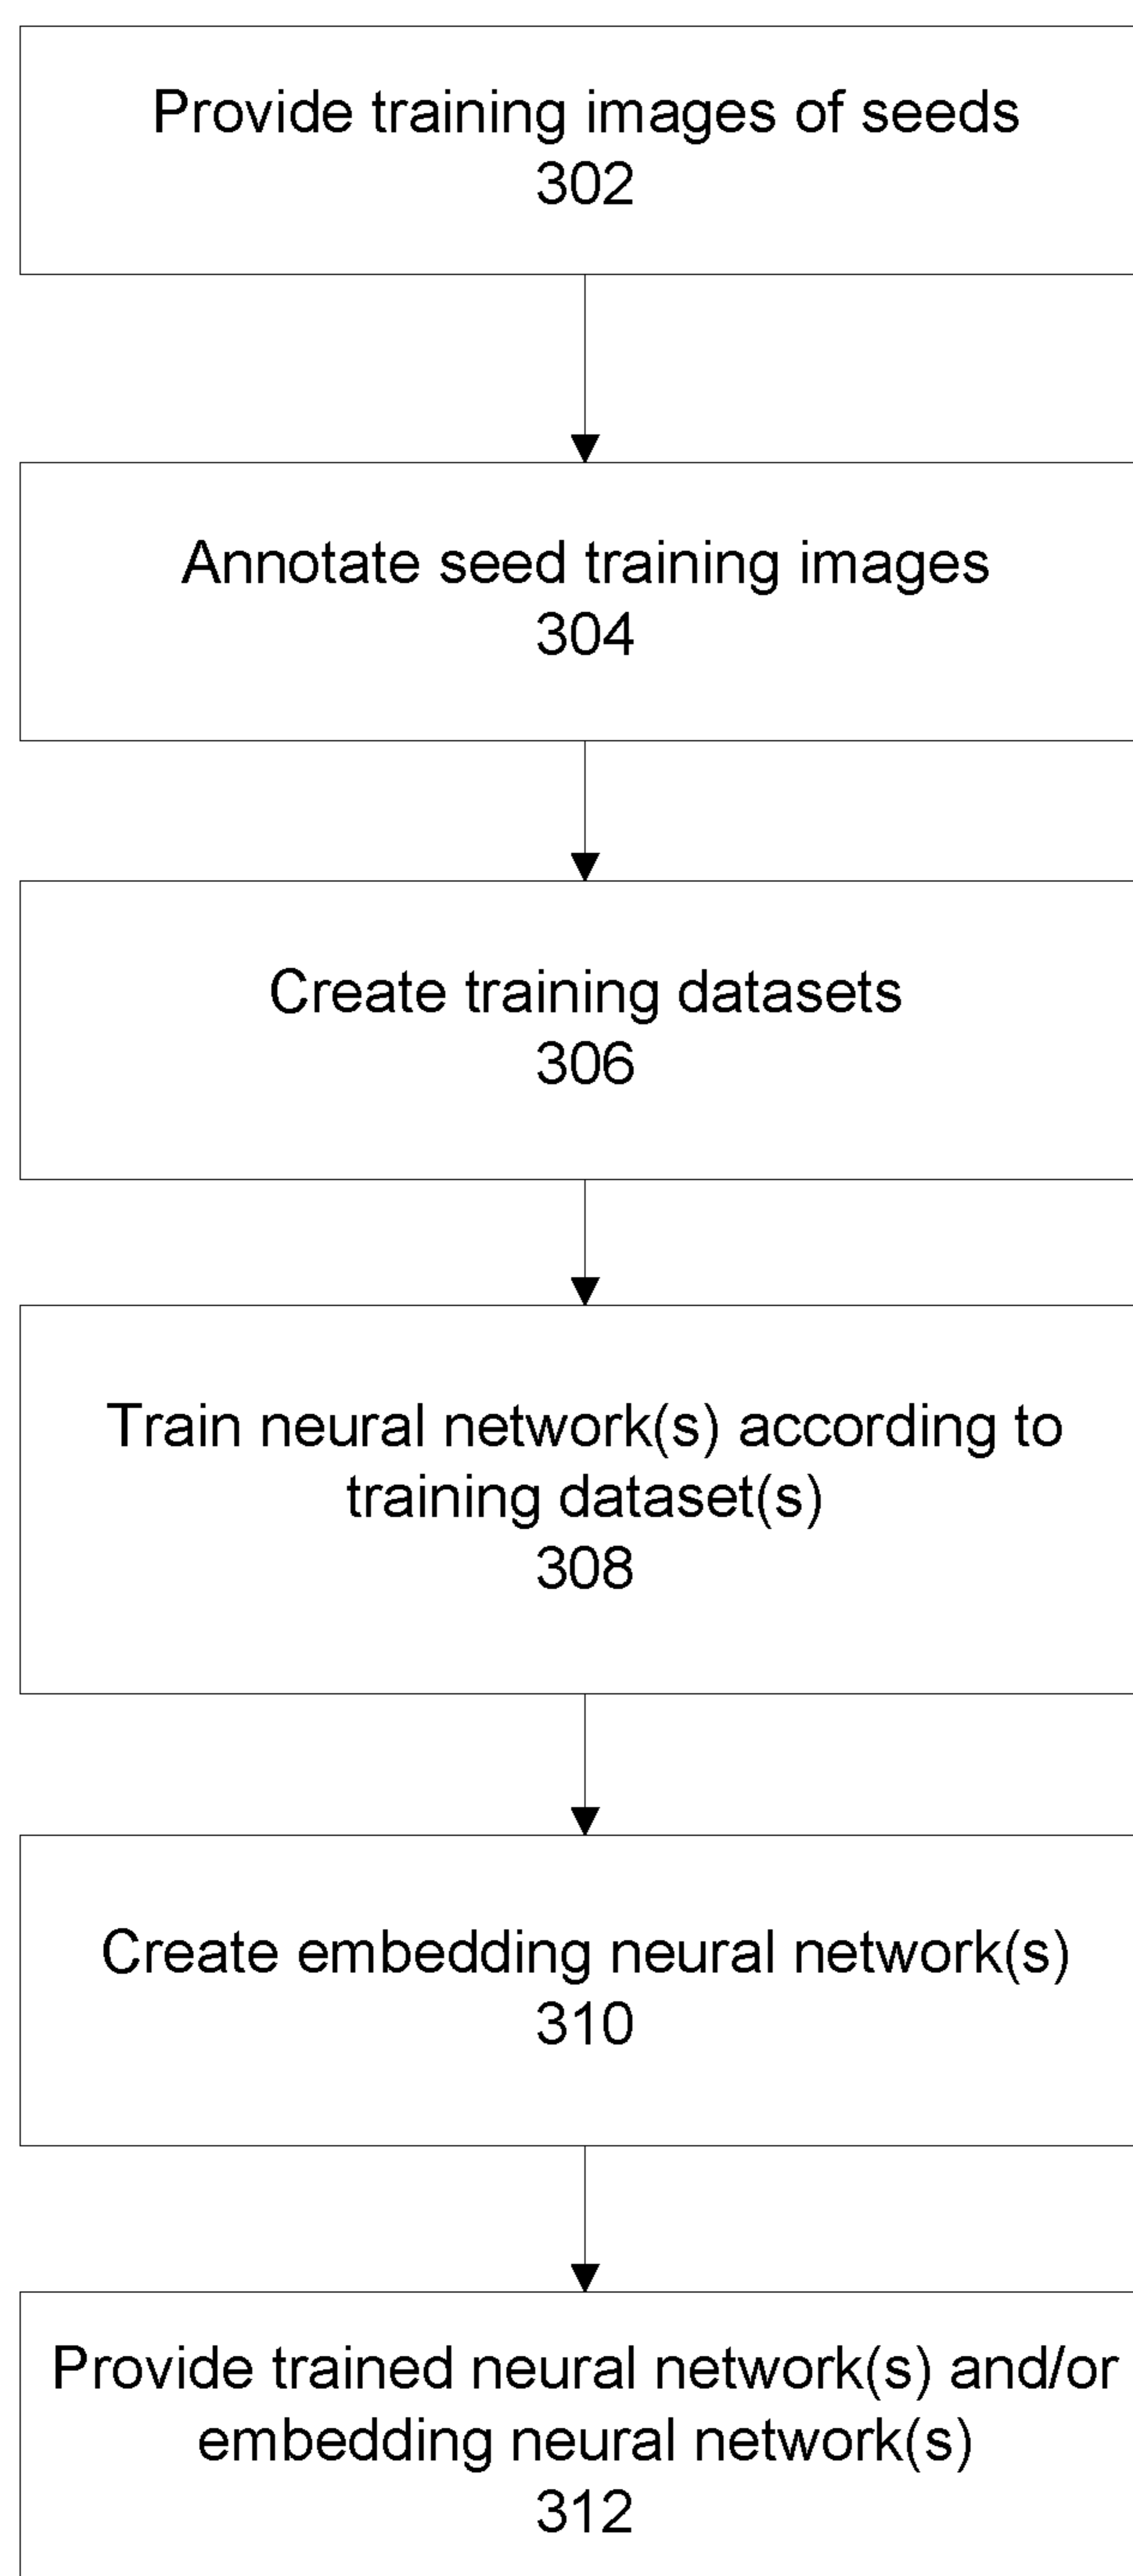 Provide training images of seeds
302
Annotate seed training images
304
Create training datasets
306
Train neural network(s) according to
training dataset(s)
308
Create embedding neural network(s)
310
Provide trained neural network(s) and/or
embedding neural network(s)
312